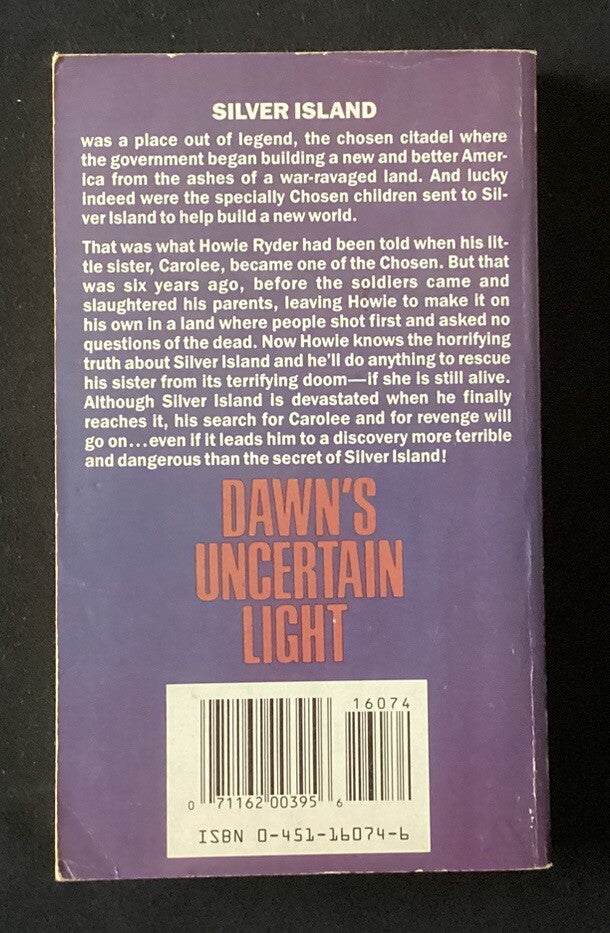 SILVER ISLAND
was a place out of legend, the chosen citadel where
the government began building a new and better Amer-
ica from the ashes of a war-ravaged land. And lucky
indeed were the specially Chosen children sent to Sil-
ver Island to help build a new world.
That was what Howie Ryder had been told when his lit-
tle sister, Carolee, became one of the Chosen. But that
was six years ago, before the soldiers came and
slaughtered his parents, leaving Howie to make it on
his own in a land where people shot first and asked no
questions of the dead. Now Howie knows the horrifying
truth about Silver Island and he'll do anything to rescue
his sister from its terrifying doom—if she is still alive.
Although Silver Island is devastated when he finally
reaches it, his search for Carolee and for revenge will
go on...even if it leads him to a discovery more terrible
and dangerous than the secret of Silver Island!
DAWN'S
UNCERTAIN
LIGHT
16074
0 71162 00395 6
ISBN 0-451-16074-6